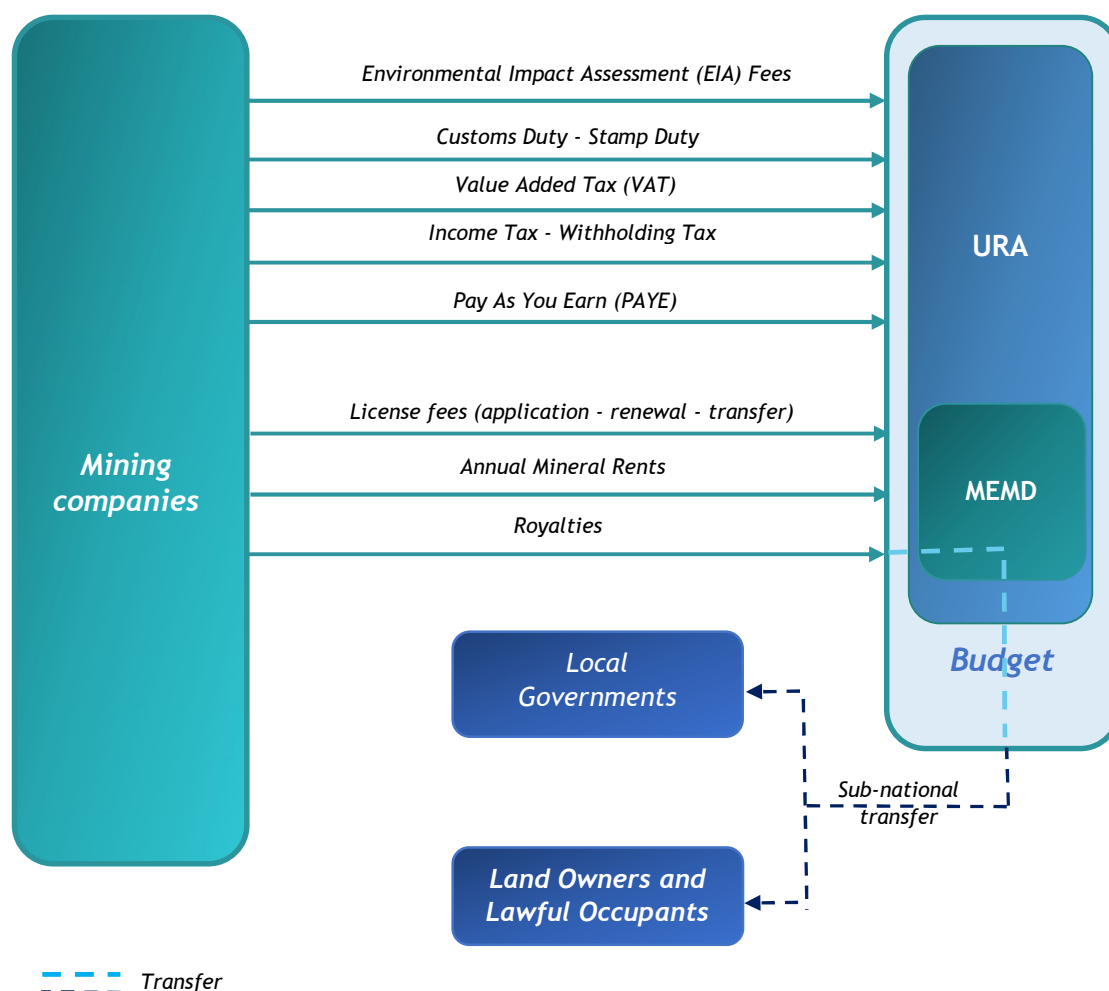 Environmental Impact Assessment (EIA) Fees
Customs Duty - Stamp Duty
Value Added Tax (VAT)
Income Tax - Withholding Tax
URA
Pay As You Earn (PAYE)
License fees (application - renewal - transfer)
Mining
companies
Annual Mineral Rents
MEMD
Royalties
Local
Governments
Budget
Sub-national
transfer
Land Owners and
Lawful Occupants
Transfer